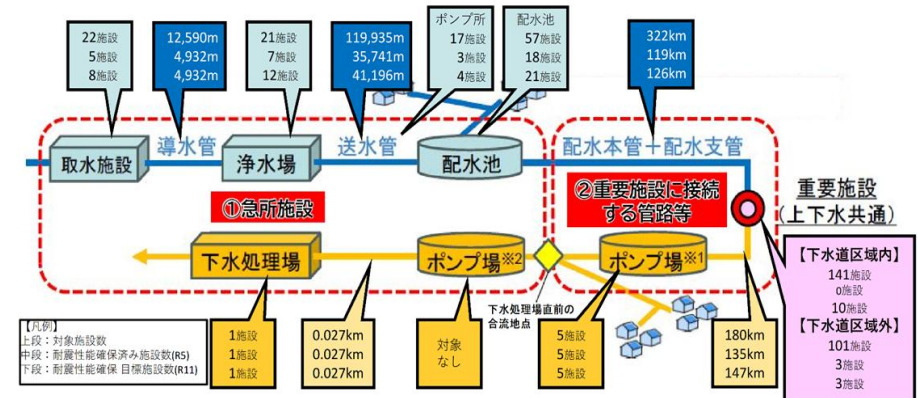 22施設
5施設
8施設
12,590m
4,932m
4,932m
21施設
7施設
12施設
119,935m
35,741m
41,196m
ポンプ所
17施設
3施設
4施設
配水池
57施設
18施設
21施設
322km
119km
126km
取水施設
導水管
浄水場
送水管
配水池
配水本管+配水支管
①急所施設
②重要施設に接続
する管路等
重要施設
(上下水共通)
下水処理場
ポンプ場※2
ポンプ場※1
下水処理場直前の
合流地点
【下水道区域内】
141施設
0施設
10施設
【下水道区域外】
101施設
3施設
3施設
【凡例】
上段:対象施設数
中段:耐震性能確保済み施設数(R5)
下段:耐震性能確保 目標施設数(R11)
1施設
1施設
1施設
0.027km
0.027km
0.027km
対象
なし
5施設
5施設
5施設
180km
135km
147km